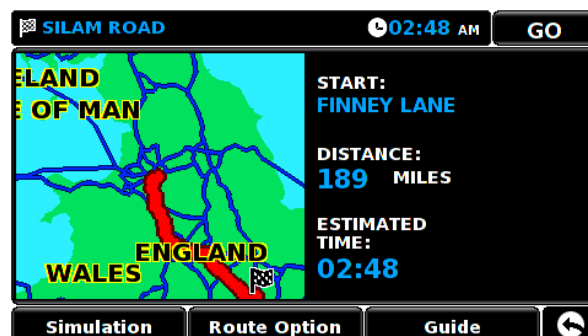 SILAM ROAD
02:48 AM
GO
ELAND
E OF MAN
ENGLAND
WALES
START:
FINNEY LANE
DISTANCE:
189 MILES
ESTIMATED
TIME:
02:48
Simulation
Route Option
Guide